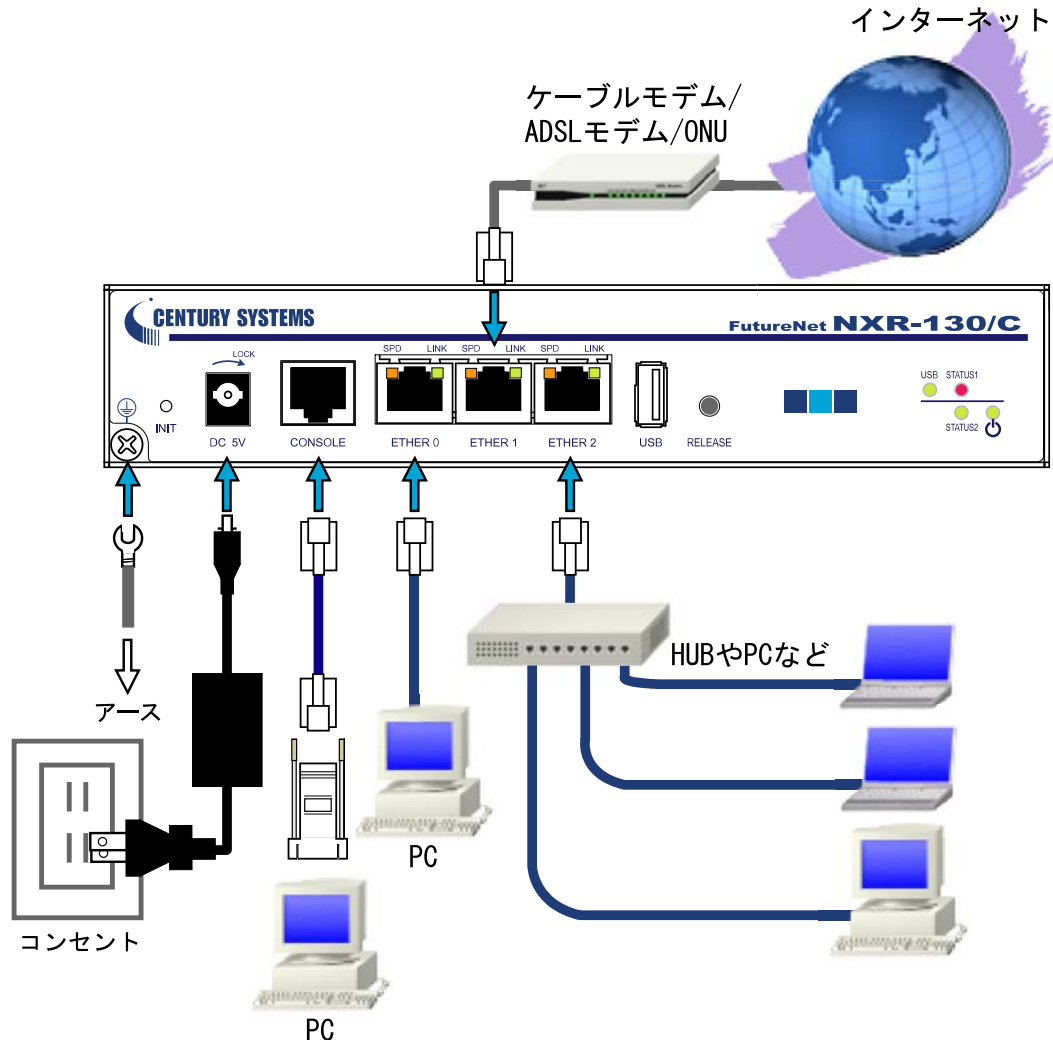 インターネット
ケーブルモデム/
ADSLモデム/ONU
CENTURY SYSTEMS
FutureNet NXR-130/C
LOCK
SPD LINK SPD LINK SPD LINK
USB STATUS1
STATUS2
INIT
DC 5V
CONSOLE
ETHER 0
ETHER 1
ETHER 2
USB
RELEASE
HUBやPCなど
アース
PC
コンセント
PC